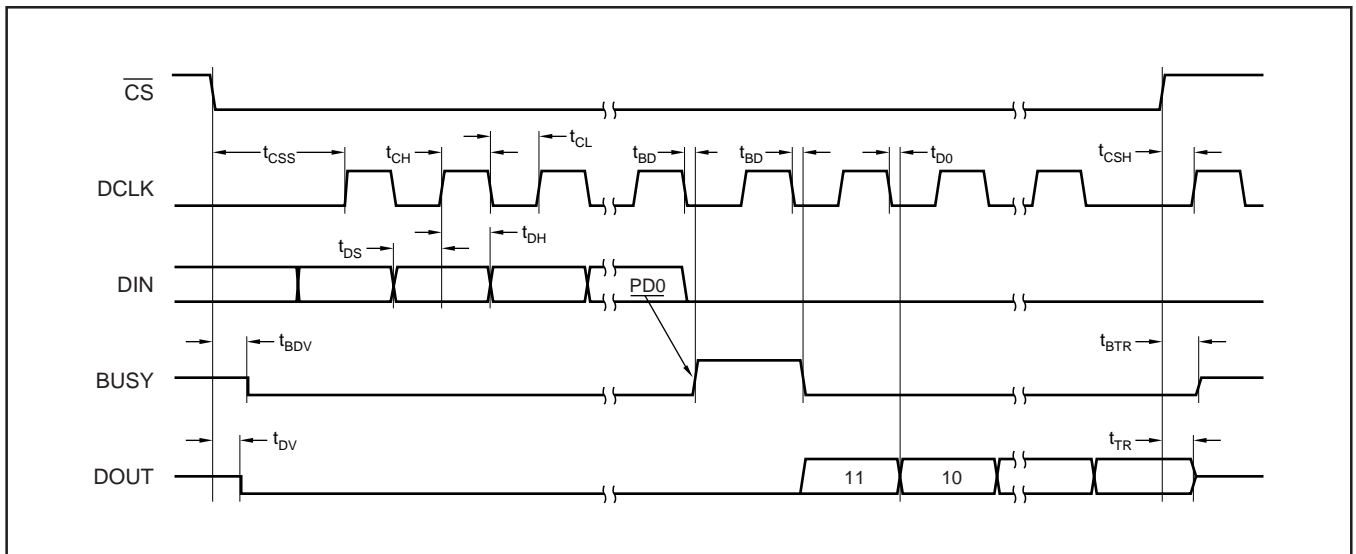 CS
tCSS
tCH
tCL
tBD
tBD
tD0
tCSH
DCLK
tDS
tDH
DIN
PD0
tBDV
tBTR
BUSY
tDV
tTR
DOUT
11
10